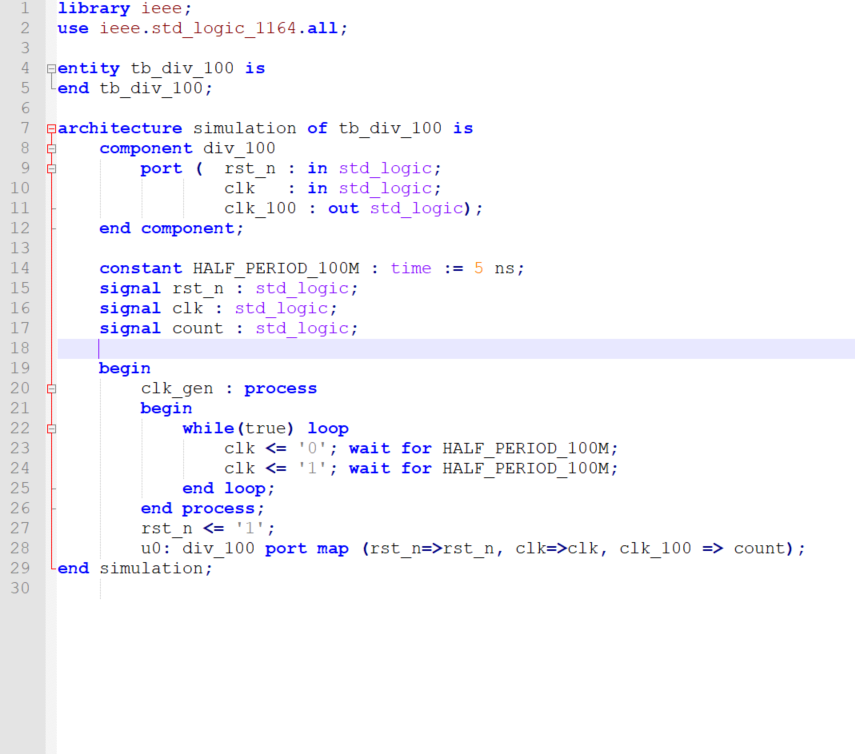 1 library ieee;
2 use ieee.std_logic_1164.all;
3
4 entity tb_div_100 is
5 end tb_div_100;
6
7 architecture simulation of tb_div_100 is
8     component div_100
9         port (  rst_n : in std_logic;
10                clk   : in std_logic;
11                clk_100 : out std_logic);
12    end component;
13
14    constant HALF_PERIOD_100M : time := 5 ns;
15    signal rst_n : std_logic;
16    signal clk : std_logic;
17    signal count : std_logic;
18
19    begin
20        clk_gen : process
21        begin
22            while(true) loop
23                clk <= '0'; wait for HALF_PERIOD_100M;
24                clk <= '1'; wait for HALF_PERIOD_100M;
25            end loop;
26        end process;
27        rst_n <= '1';
28        u0: div_100 port map (rst_n=>rst_n, clk=>clk, clk_100 => count);
29 end simulation;
30